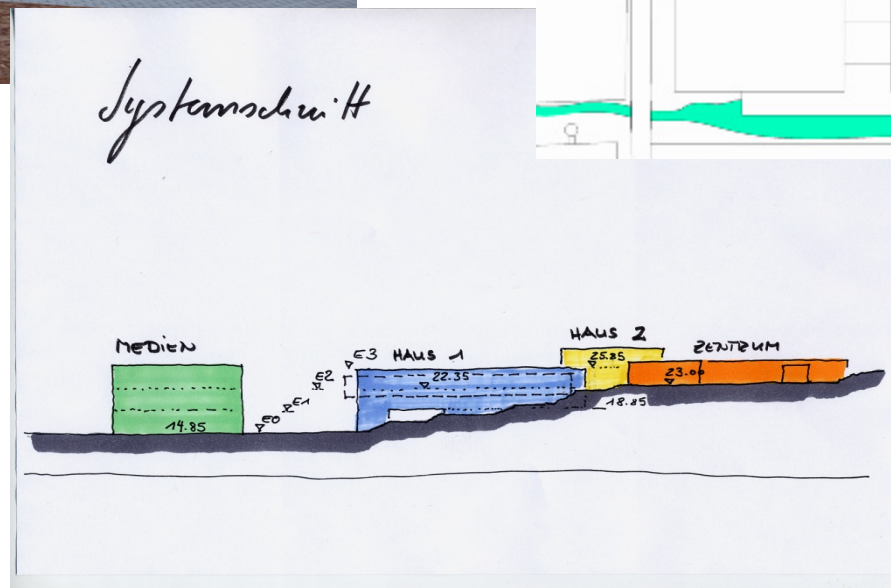 Systemschnitt
HAUS 2
MEDIEN
E3 HAUS 1
ZENTRUM
25.85
E2
22.35
23.00
E1
18.85
E0
14.85